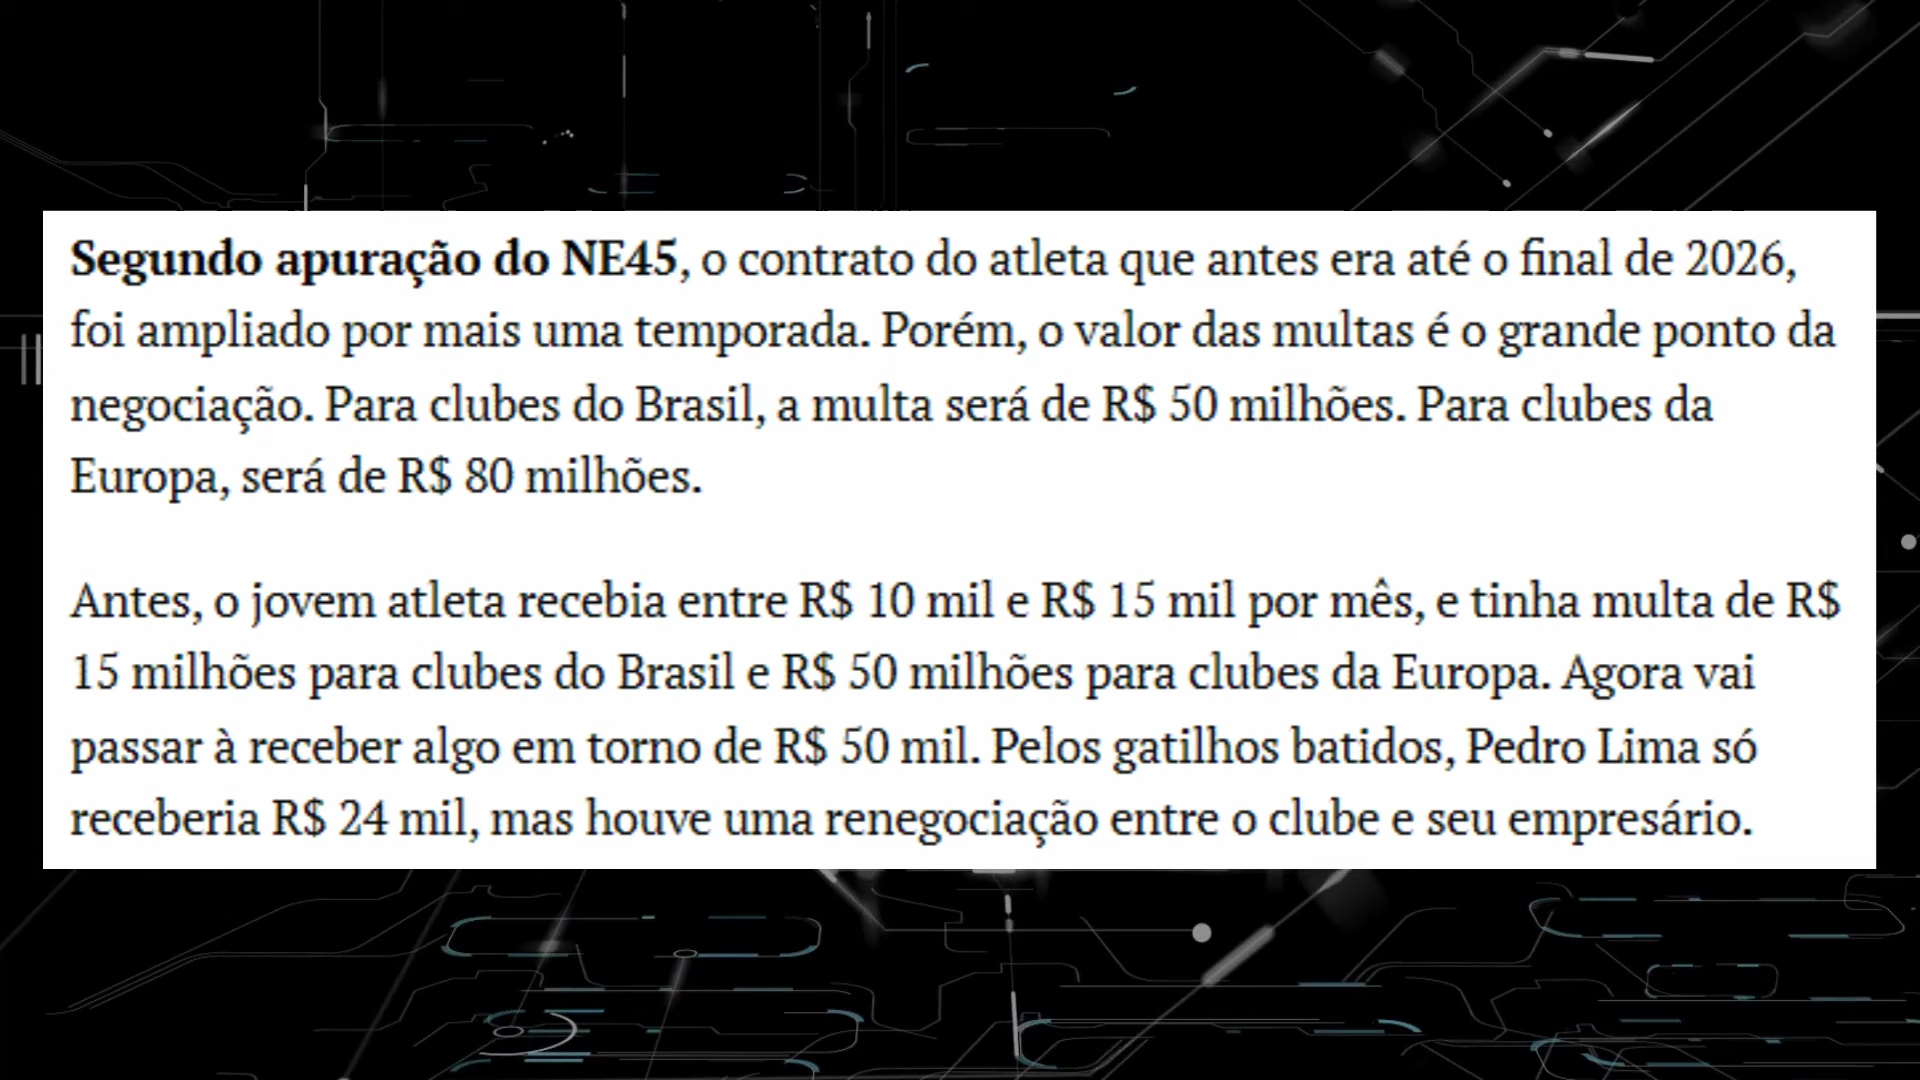 Segundo apuração do NE45, o contrato do atleta que antes era até o final de 2026,
foi ampliado por mais uma temporada. Porém, o valor das multas é o grande ponto da
negociação. Para clubes do Brasil, a multa será de R$ 50 milhões. Para clubes da
Europa, será de R$ 80 milhões.
Antes, o jovem atleta recebia entre R$ 10 mil e R$ 15 mil por mês, e tinha multa de R$
15 milhões para clubes do Brasil e R$ 50 milhões para clubes da Europa. Agora vai
passar à receber algo em torno de R$ 50 mil. Pelos gatilhos batidos, Pedro Lima só
receberia R$ 24 mil, mas houve uma renegociação entre o clube e seu empresário.